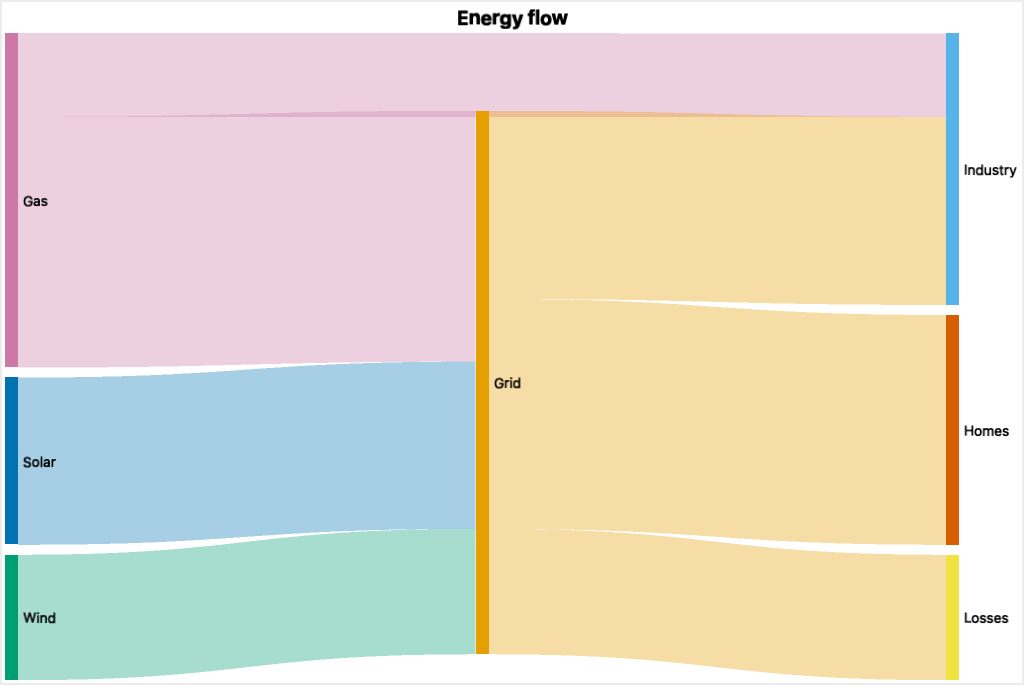 Energy flow
Gas
Solar
Wind
Grid
Industry
Homes
Losses